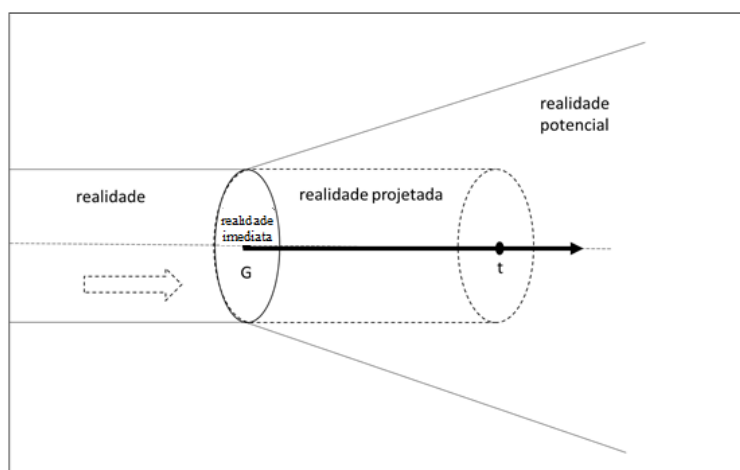 realidade
potencial
realidade
realidade projetada
realidade
imediata
G
t